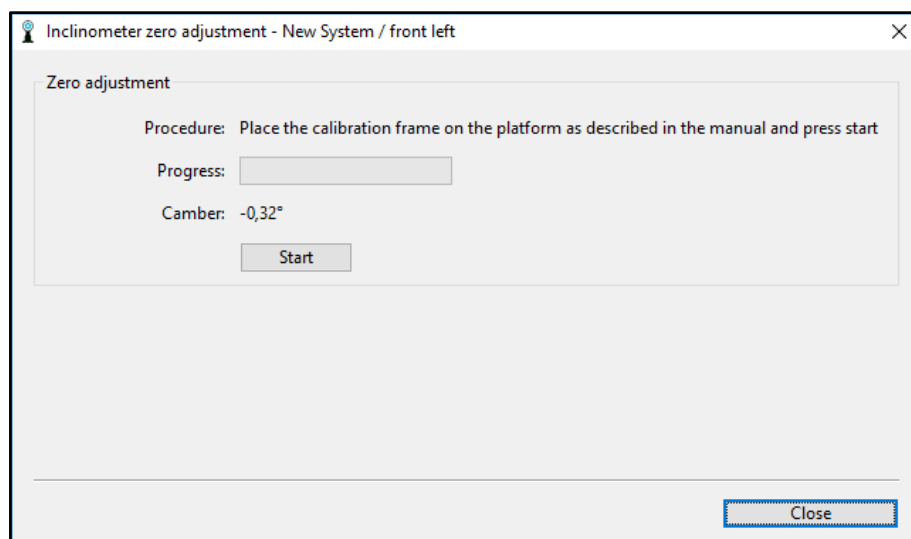 Inclinometer zero adjustment - New System / front left
Zero adjustment
Procedure: Place the calibration frame on the platform as described in the manual and press start
Progress:
Camber: -0,32°
Start
Close